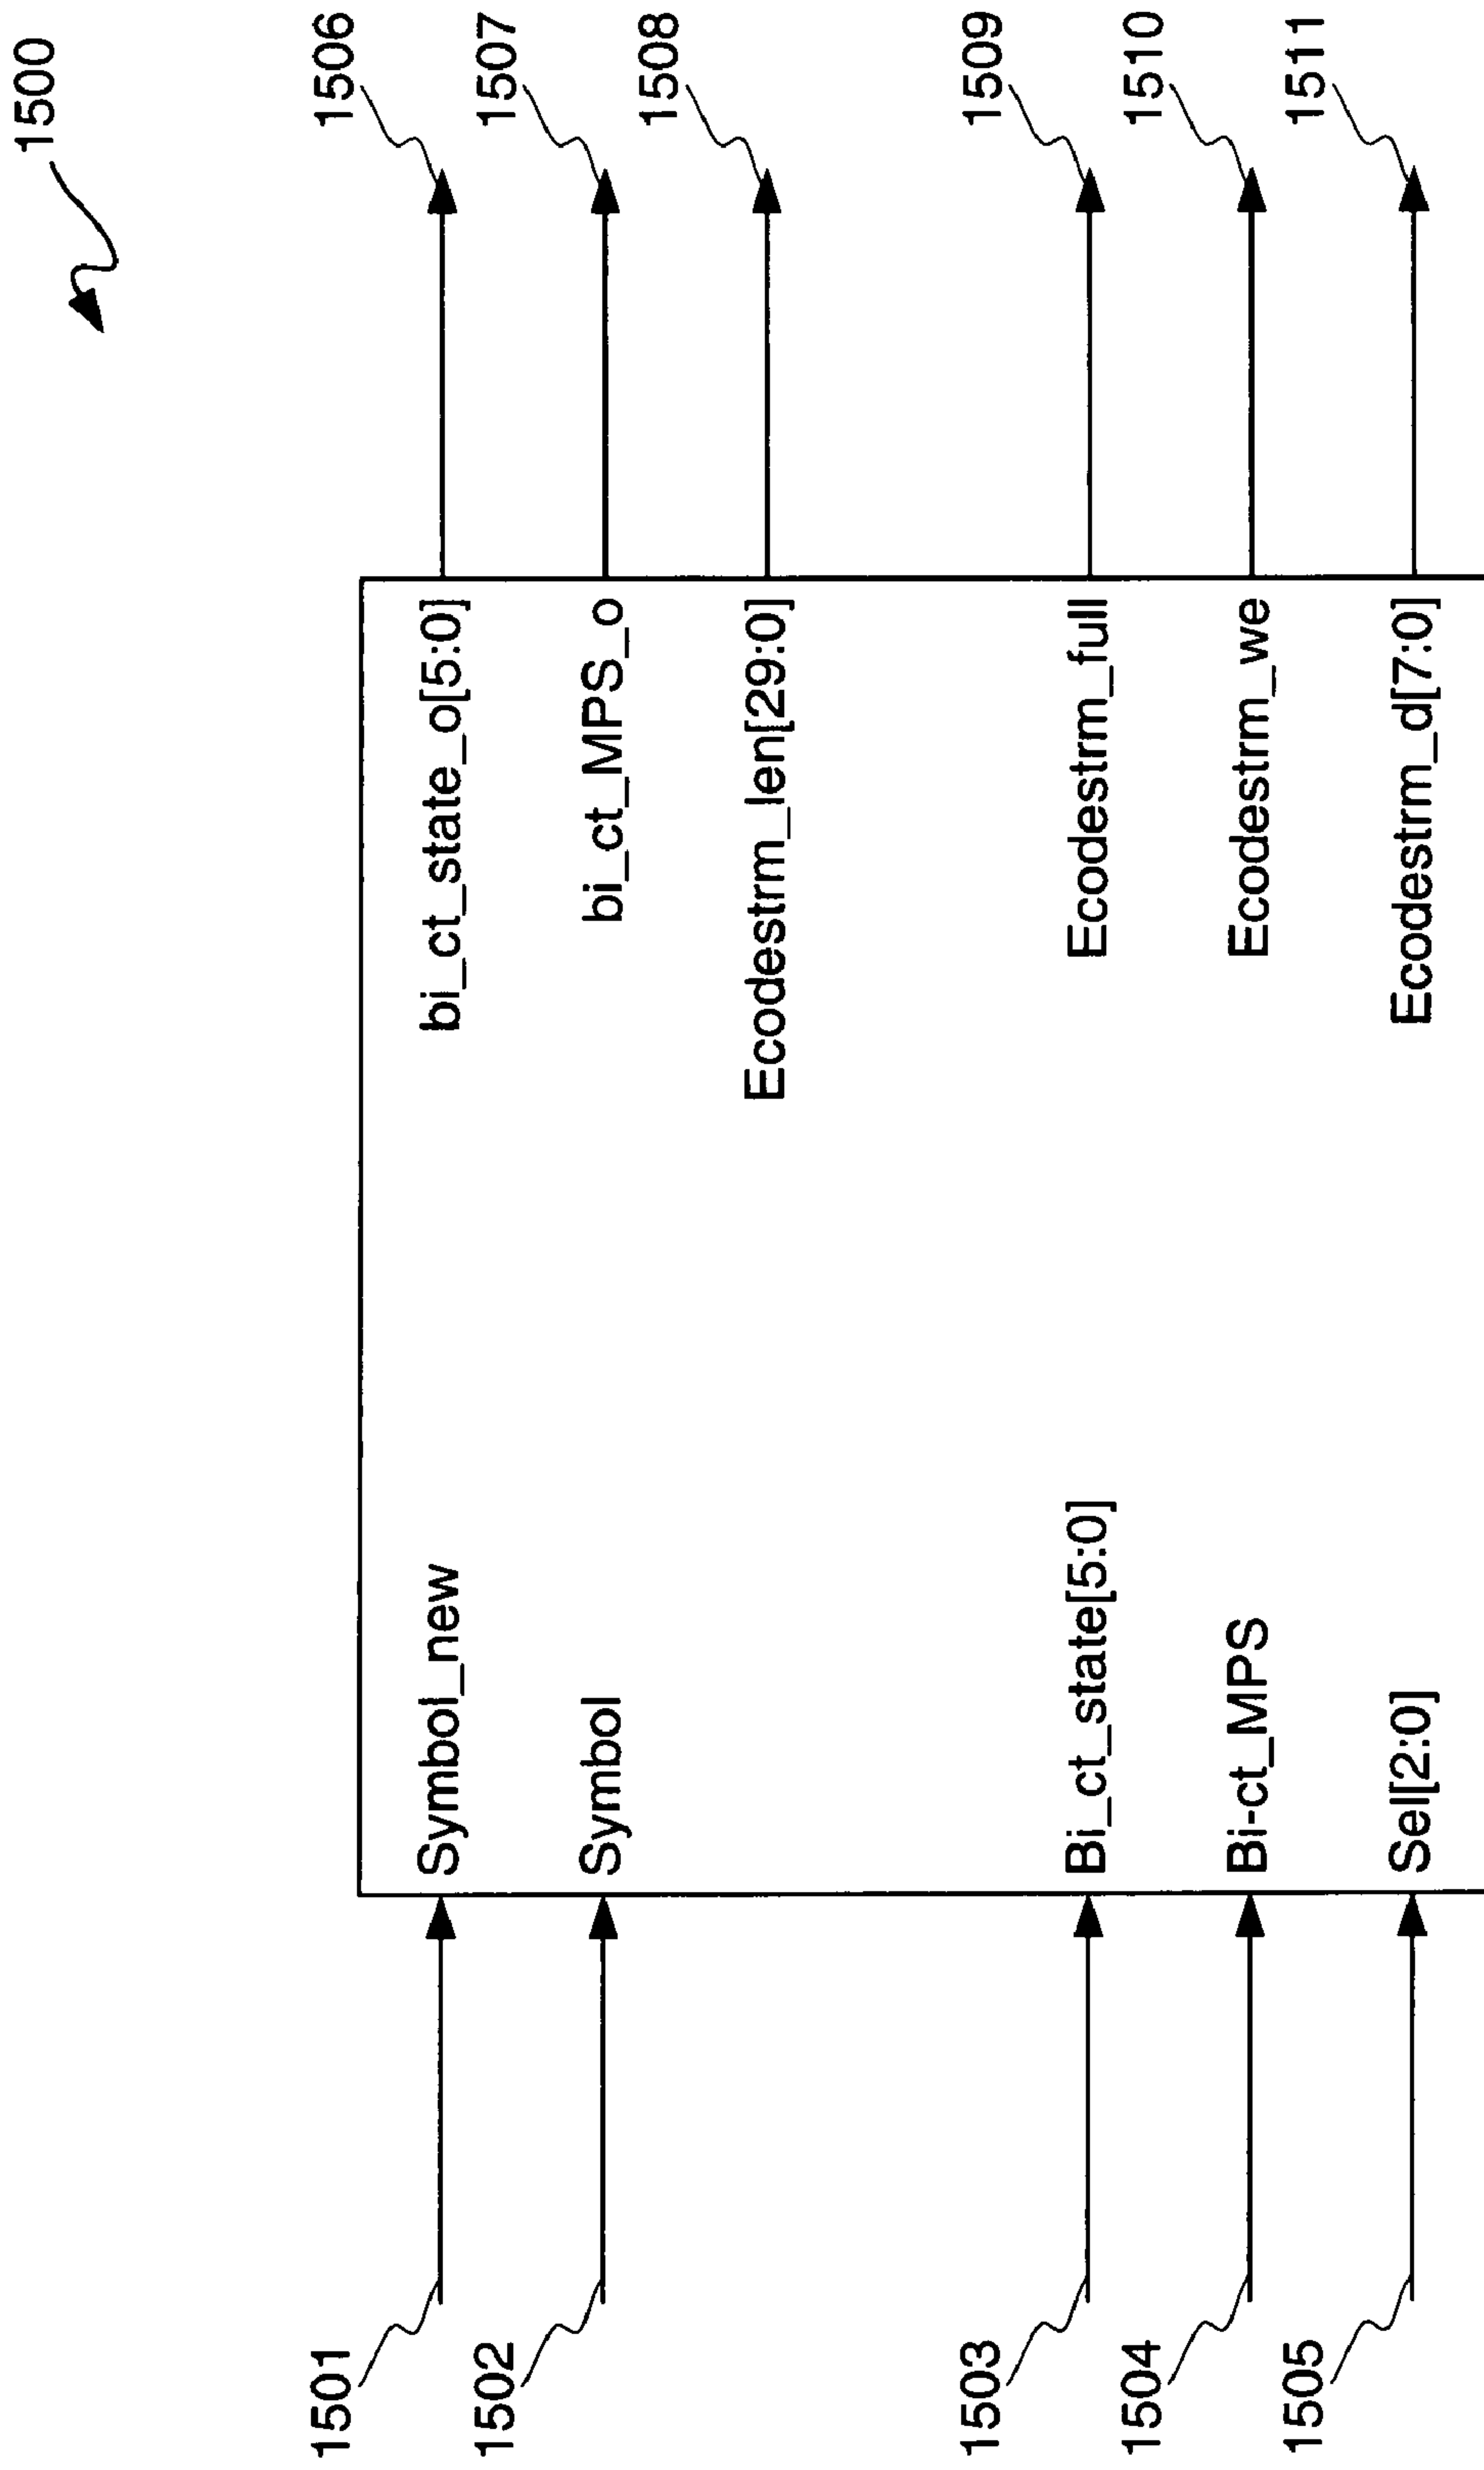 1500
1501
Symbol_new
bi_ct_state_o[5:0]
1506
1502
Symbol
bi_ct_MPS_o
1507
Ecodestrm_len[29:0]
1508
1503
Bi_ct_state[5:0]
Ecodestrm_full
1509
1504
Bi-ct_MPS
Ecodestrm_we
1510
1505
Sel[2:0]
Ecodestrm_d[7:0]
1511